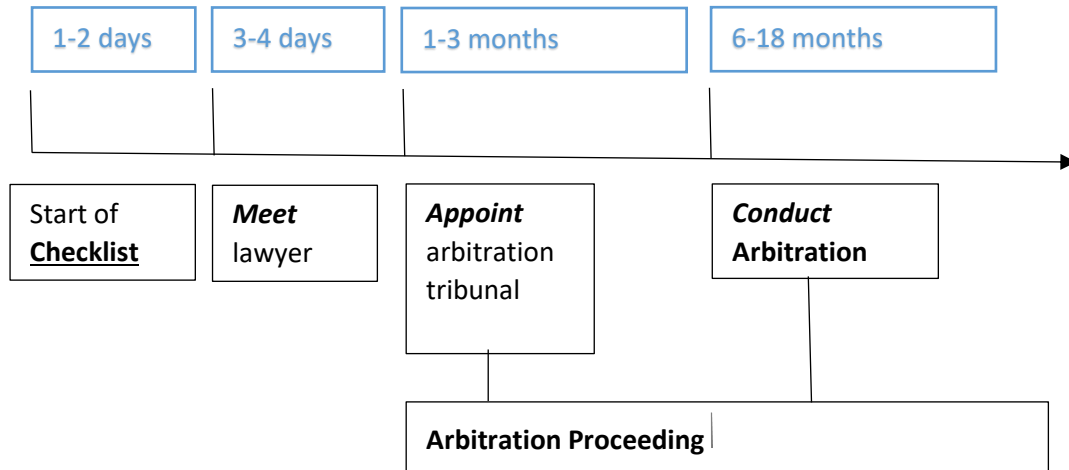 1-2 days
3-4 days
1-3 months
6-18 months
Start of
Checklist
Meet
lawyer
Appoint
arbitration
tribunal
Conduct
Arbitration
Arbitration Proceeding